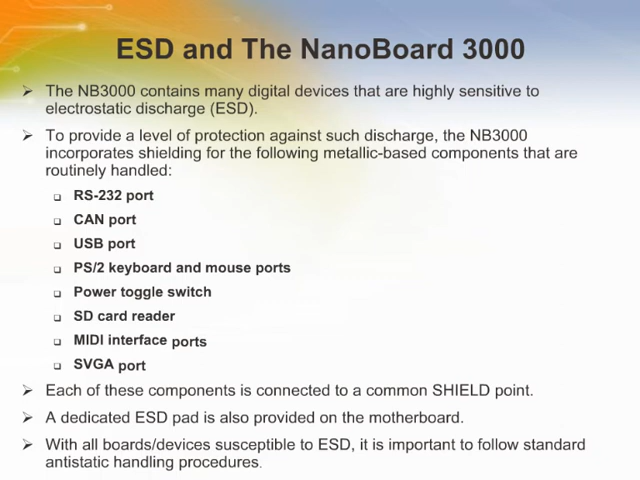 ESD and The NanoBoard 3000
➢ The NB3000 contains many digital devices that are highly sensitive to
electrostatic discharge (ESD).
➢ To provide a level of protection against such discharge, the NB3000
incorporates shielding for the following metallic-based components that are
routinely handled:
❑ RS-232 port
❑ CAN port
❑ USB port
❑ PS/2 keyboard and mouse ports
❑ Power toggle switch
❑ SD card reader
❑ MIDI interface ports
❑ SVGA port
➢ Each of these components is connected to a common SHIELD point.
➢ A dedicated ESD pad is also provided on the motherboard.
➢ With all boards/devices susceptible to ESD, it is important to follow standard
antistatic handling procedures.